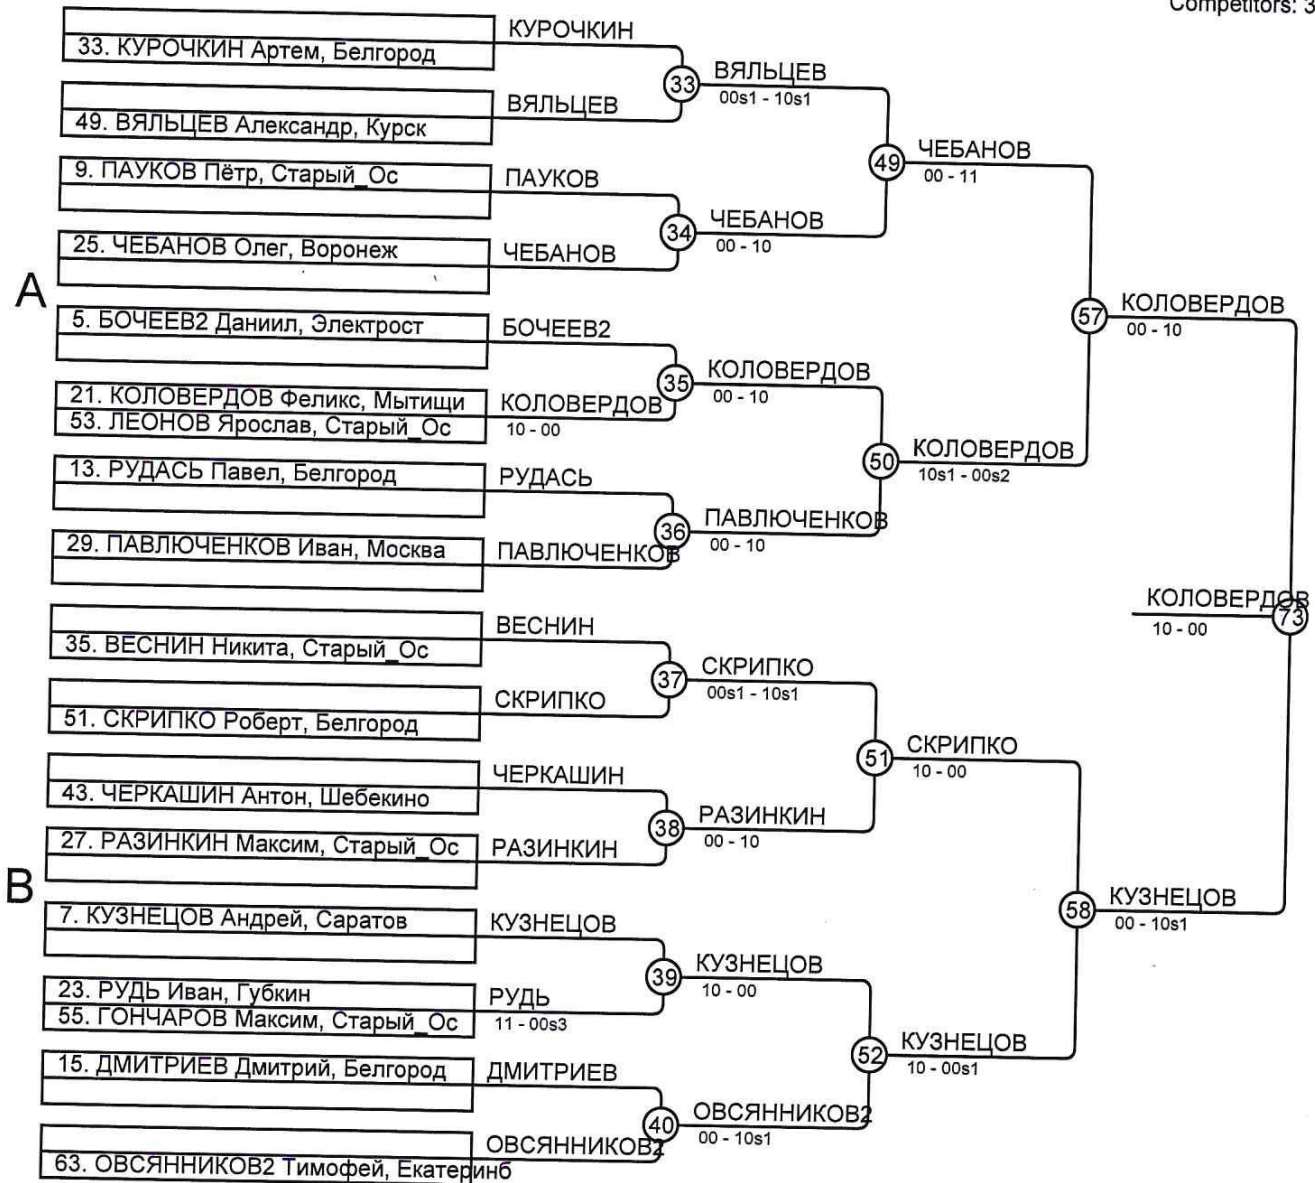 Competitors: 3
33. КУРОЧКИН Артем, Белгород
КУРОЧКИН
33
ВЯЛЬЦЕВ
00s1 - 10s1
49. ВЯЛЬЦЕВ Александр, Курск
ВЯЛЬЦЕВ
49
ЧЕБАНОВ
00 - 11
9. ПАУКОВ Пётр, Старый_Ос
ПАУКОВ
34
ЧЕБАНОВ
00 - 10
25. ЧЕБАНОВ Олег, Воронеж
ЧЕБАНОВ
A
57
КОЛОВЕРДОВ
00 - 10
5. БОЧЕЕВ2 Даниил, Электрост
БОЧЕЕВ2
35
КОЛОВЕРДОВ
00 - 10
21. КОЛОВЕРДОВ Феликс, Мытищи
53. ЛЕОНОВ Ярослав, Старый_Ос
КОЛОВЕРДОВ
10 - 00
50
КОЛОВЕРДОВ
10s1 - 00s2
13. РУДАСЬ Павел, Белгород
РУДАСЬ
36
ПАВЛЮЧЕНКОВ
00 - 10
29. ПАВЛЮЧЕНКОВ Иван, Москва
ПАВЛЮЧЕНКОВ
КОЛОВЕРДОВ
10 - 00
73
35. ВЕСНИН Никита, Старый_Ос
ВЕСНИН
37
СКРИПКО
00s1 - 10s1
51. СКРИПКО Роберт, Белгород
СКРИПКО
51
СКРИПКО
10 - 00
43. ЧЕРКАШИН Антон, Шебекино
ЧЕРКАШИН
38
РАЗИНКИН
00 - 10
27. РАЗИНКИН Максим, Старый_Ос
РАЗИНКИН
B
58
КУЗНЕЦОВ
00 - 10s1
7. КУЗНЕЦОВ Андрей, Саратов
КУЗНЕЦОВ
39
КУЗНЕЦОВ
10 - 00
23. РУДЬ Иван, Губкин
55. ГОНЧАРОВ Максим, Старый_Ос
РУДЬ
11 - 00s3
52
КУЗНЕЦОВ
10 - 00s1
15. ДМИТРИЕВ Дмитрий, Белгород
ДМИТРИЕВ
40
ОВСЯННИКОВ2
00 - 10s1
63. ОВСЯННИКОВ2 Тимофей, Екатеринб
ОВСЯННИКОВ2